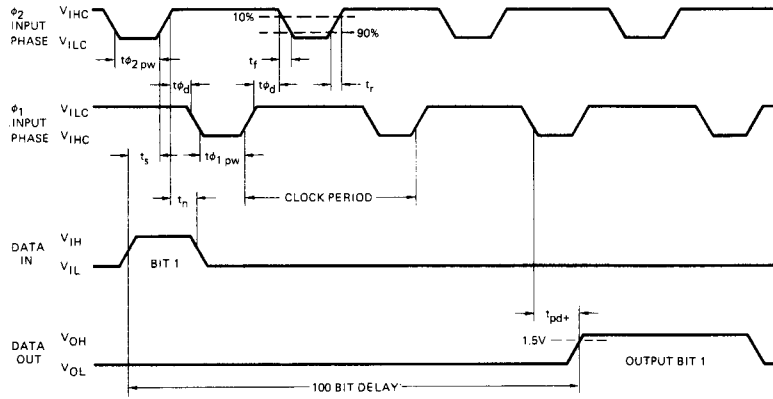 ϕ2 INPUT PHASE
VIHC
VILC
10%
90%
tϕ2 pw
tϕd
tϕd
tf
tr
ϕ1 INPUT PHASE
VILC
VIHC
ts
tϕ1 pw
tn
CLOCK PERIOD
DATA IN
VIH
VIL
BIT 1
tpd+
DATA OUT
VOH
VOL
1.5V
OUTPUT BIT 1
100 BIT DELAY